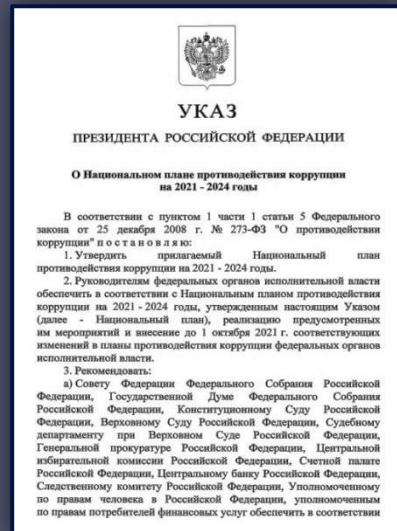 УКАЗ
ПРЕЗИДЕНТА РОССИЙСКОЙ ФЕДЕРАЦИИ
О Национальном плане противодействия коррупции
на 2021 - 2024 годы
В соответствии с пунктом 1 части 1 статьи 5 Федерального
закона от 25 декабря 2008 г. № 273-ФЗ "О противодействии
коррупции" п о с т а н о в л я ю:
1. Утвердить прилагаемый Национальный план
противодействия коррупции на 2021 - 2024 годы.
2. Руководителям федеральных органов исполнительной власти
обеспечить в соответствии с Национальным планом противодействия
коррупции на 2021 - 2024 годы, утвержденным настоящим Указом
(далее - Национальный план), реализацию предусмотренных
им мероприятий и внесение до 1 октября 2021 г. соответствующих
изменений в планы противодействия коррупции федеральных органов
исполнительной власти.
3. Рекомендовать:
а) Совету Федерации Федерального Собрания Российской
Федерации, Государственной Думе Федерального Собрания
Российской Федерации, Конституционному Суду Российской
Федерации, Верховному Суду Российской Федерации, Судебному
департаменту при Верховном Суде Российской Федерации,
Генеральной прокуратуре Российской Федерации, Центральной
избирательной комиссии Российской Федерации, Счетной палате
Российской Федерации, Центральному банку Российской Федерации,
Следственному комитету Российской Федерации, Уполномоченному
по правам человека в Российской Федерации, уполномоченным
по правам потребителей финансовых услуг обеспечить в соответствии